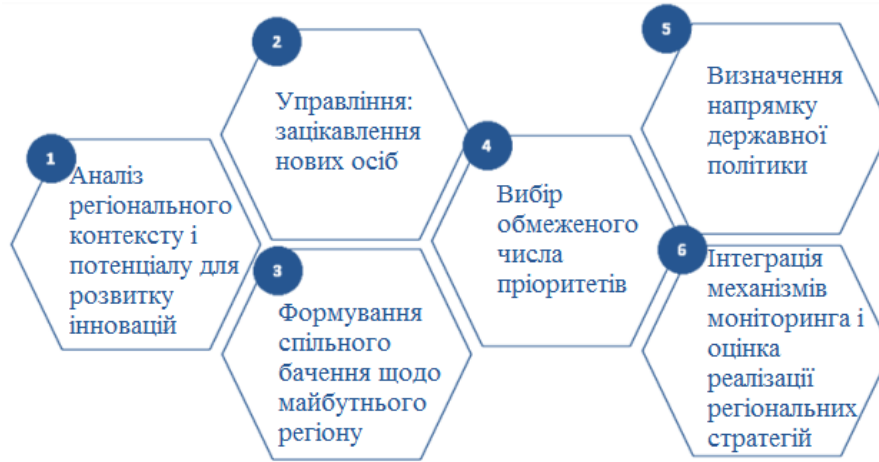 1
Аналіз
регіонального
контексту і
потенціалу для
розвитку
інновацій
2
Управління:
зацікавлення
нових осіб
3
Формування
спільного
бачення щодо
майбутнього
регіону
4
Вибір
обмеженого
числа
пріоритетів
5
Визначення
напрямку
державної
політики
6
Інтеграція
механізмів
моніторинга і
оцінка
реалізації
регіональних
стратегій